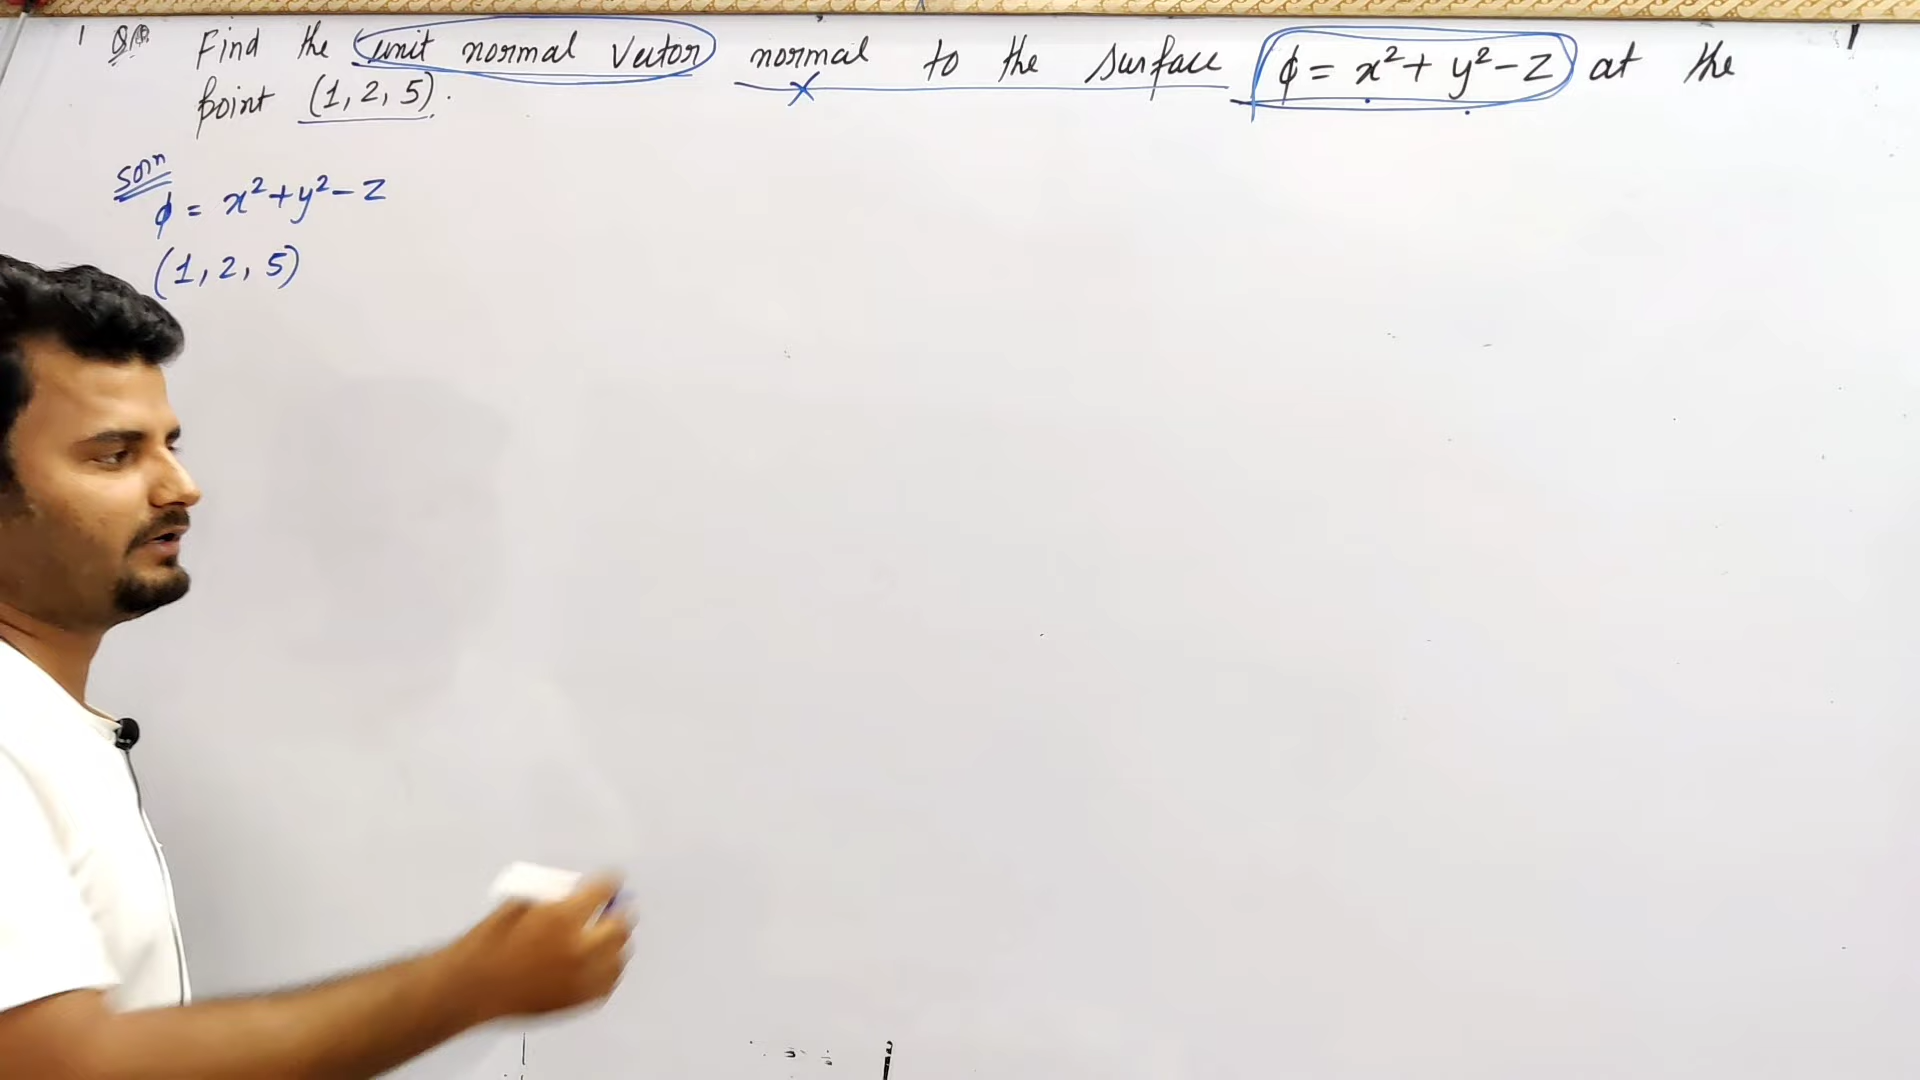 Find the unit normal vector normal to the surface ϕ = x² + y² - z at the
point (1, 2, 5).
Solⁿ
ϕ = x² + y² - z
(1, 2, 5)